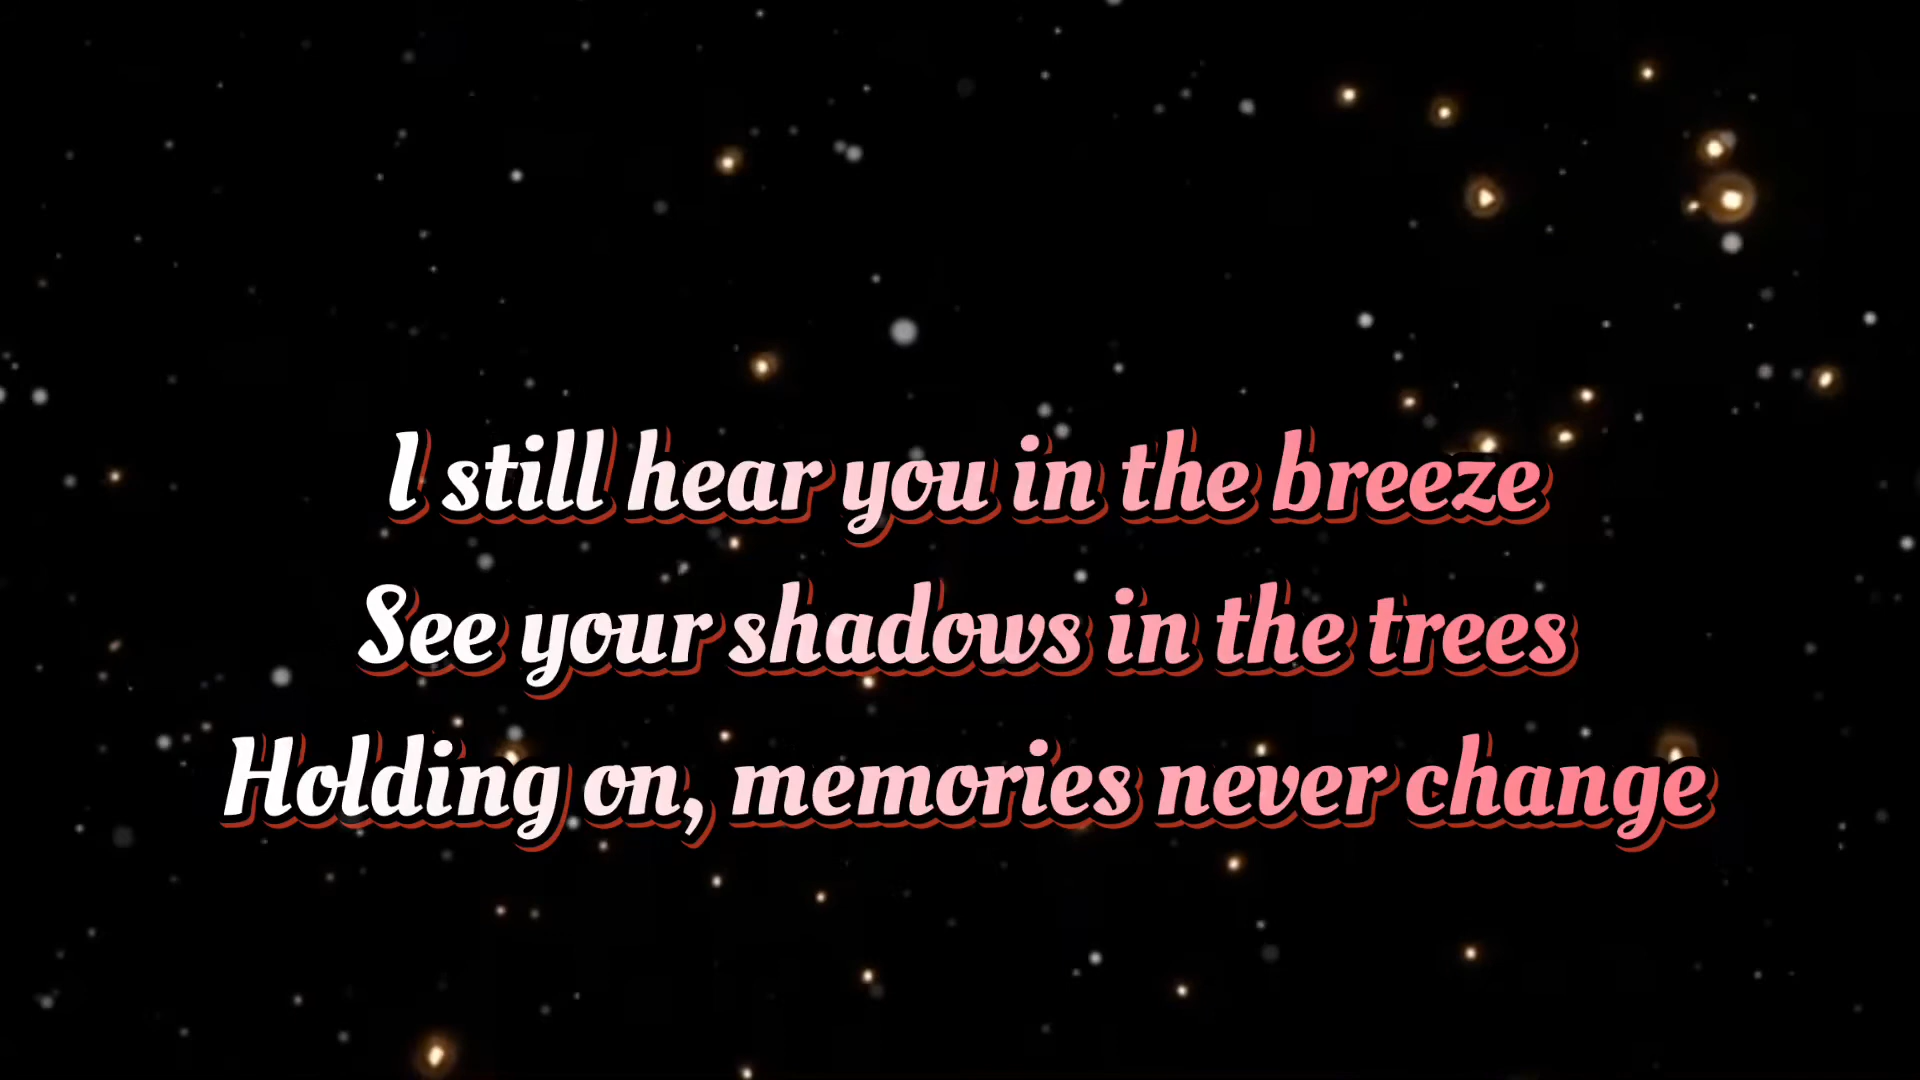 I still hear you in the breeze
See your shadows in the trees
Holding on, memories never change